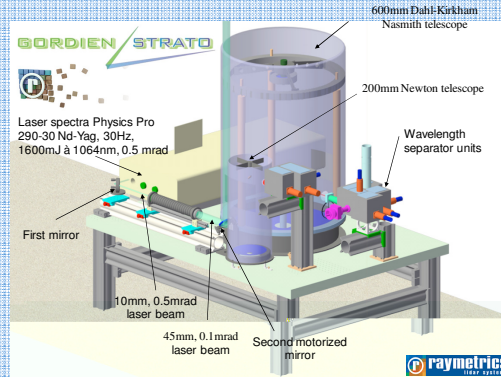 600mm Dahl-Kirkham
Nasmith telescope
GORDIEN STRATO
r
200mm Newton telescope
Laser spectra Physics Pro
290-30 Nd-Yag, 30Hz,
1600mJ à 1064nm, 0.5 mrad
Wavelength
separator units
First mirror
10mm, 0.5mrad
laser beam
45mm, 0.1mrad
laser beam
Second motorized
mirror
r raymetrics
lidar systems